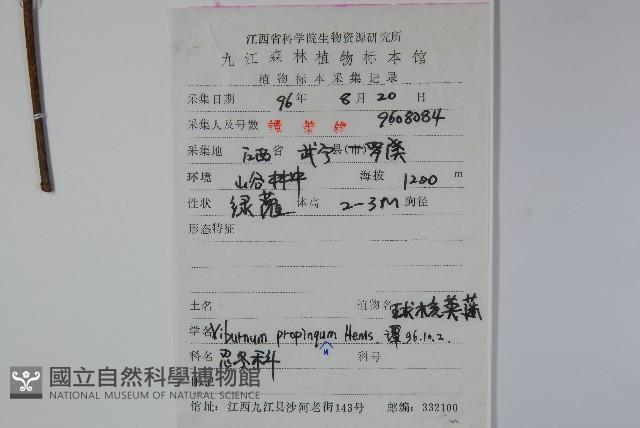 江西省科学院生物资源研究所
九江森林植物标本馆
植物标本采集记录
采集日期 96年 8月20日
采集人及号数 譚策銘 9608084
采集地 江西省 武宁县(市)罗溪
环境 山谷林中 海拔 1200 m
性状 体高 2-3M 胸径
形态特征
土名 植物名 球核荚蒾
学名 Viburnum propinqum Hems. 譚 96.10.2.
u
科名 忍冬科 科号
附记
國立自然科學博物館
NATIONAL MUSEUM OF NATURAL SCIENCE
馆址：江西九江县沙河老街143号 邮编：332100